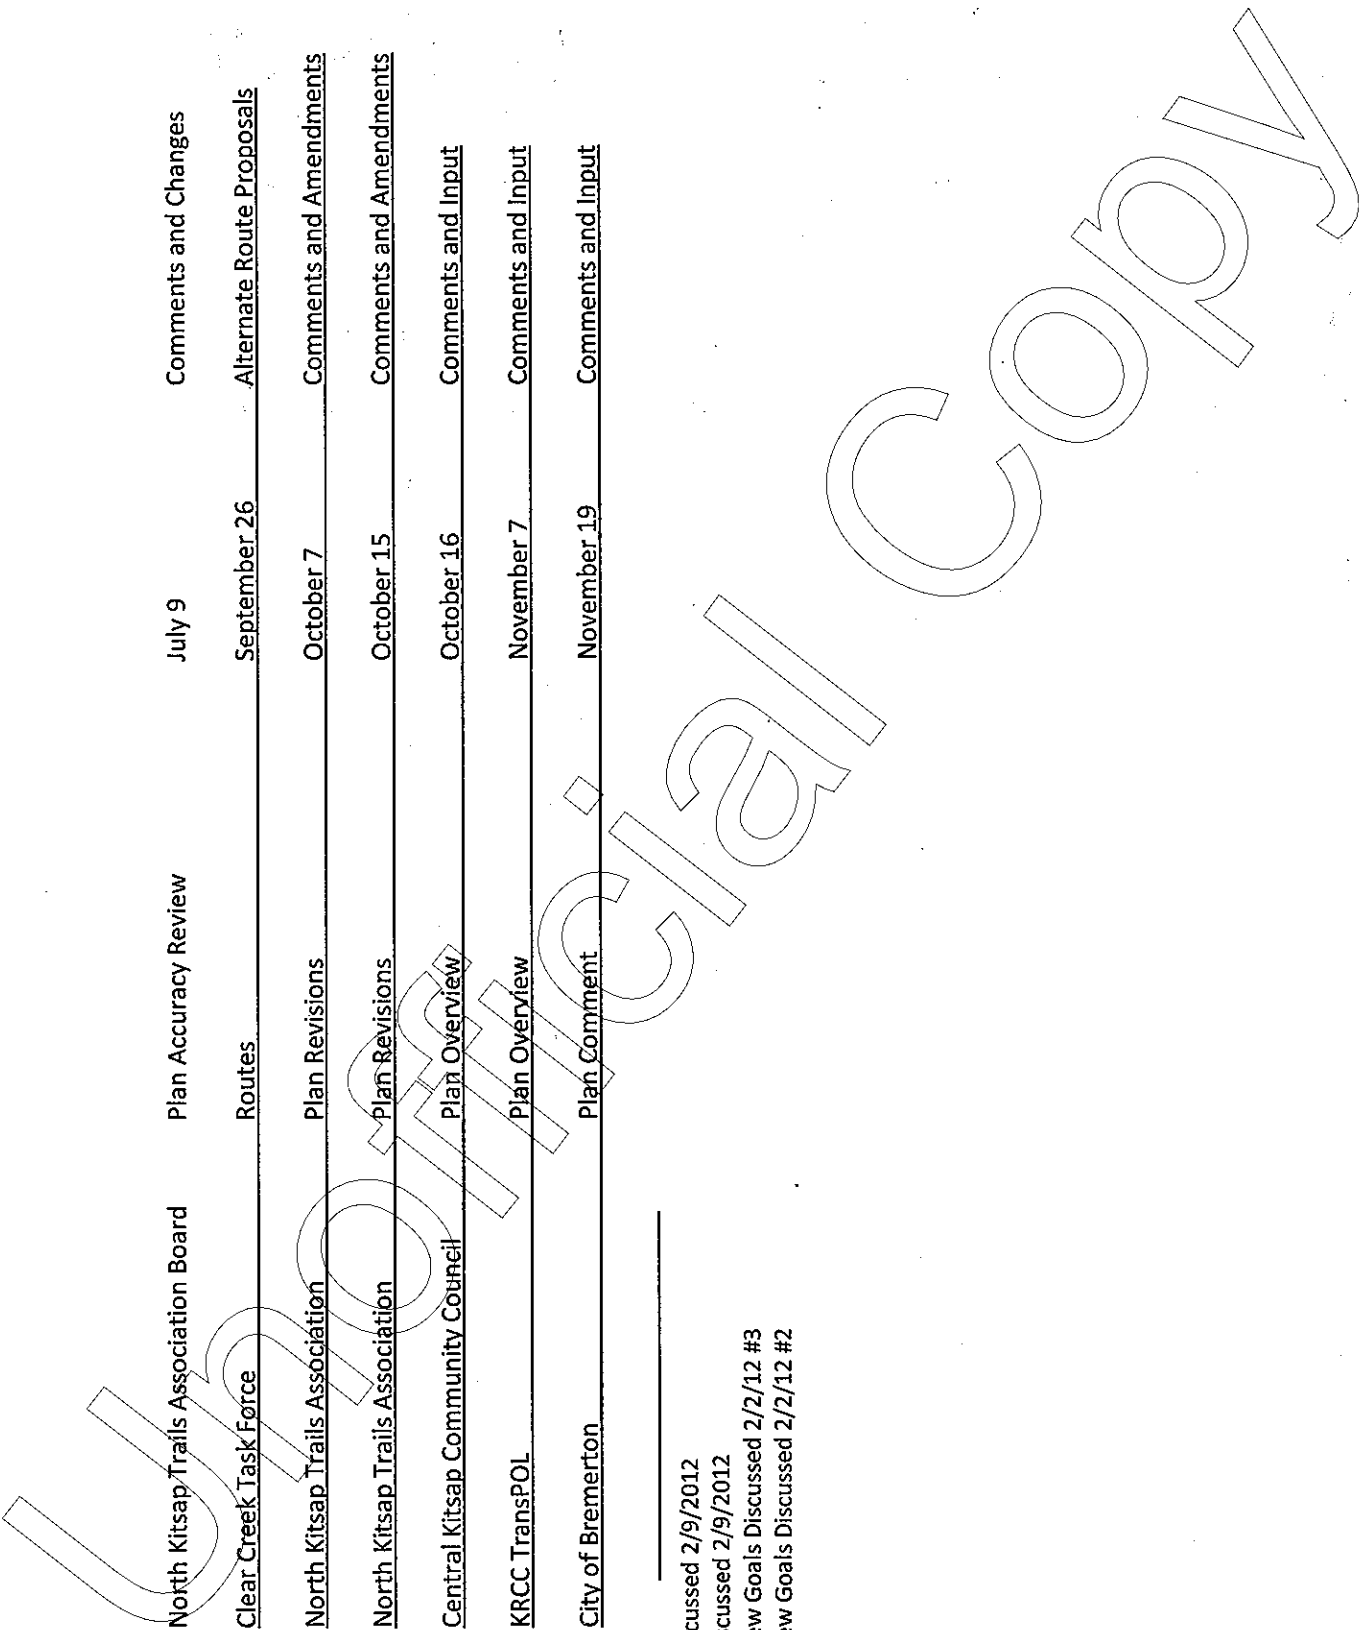 North Kitsap Trails Association Board Plan Accuracy Review July 9 Comments and Changes
Clear Creek Task Force Routes September 26 Alternate Route Proposals
North Kitsap Trails Association Plan Revisions October 7 Comments and Amendments
North Kitsap Trails Association Plan Revisions October 15 Comments and Amendments
Central Kitsap Community Council Plan Overview October 16 Comments and Input
KRCC TransPOL Plan Overview November 7 Comments and Input
City of Bremerton Plan Comment November 19 Comments and Input
cussed 2/9/2012
cussed 2/9/2012
ew Goals Discussed 2/2/12 #3
ew Goals Discussed 2/2/12 #2
Unofficial Copy